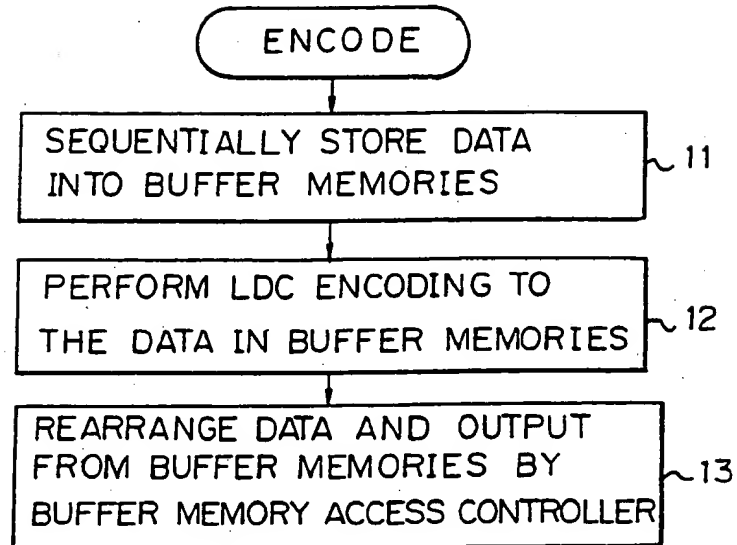 ENCODE
SEQUENTIALLY STORE DATA
INTO BUFFER MEMORIES
11
PERFORM LDC ENCODING TO
THE DATA IN BUFFER MEMORIES
12
REARRANGE DATA AND OUTPUT
FROM BUFFER MEMORIES BY
BUFFER MEMORY ACCESS CONTROLLER
13